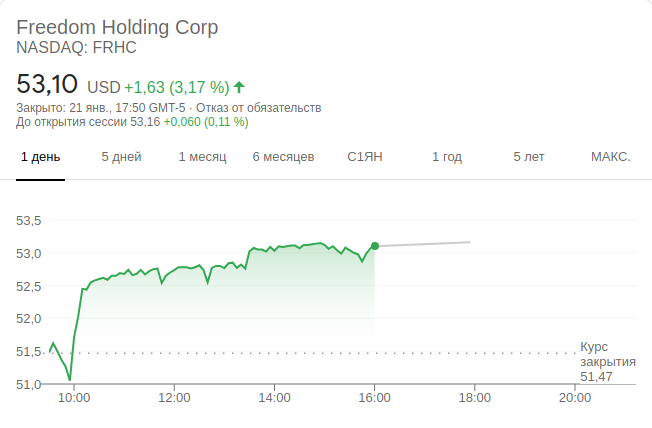 Freedom Holding Corp
NASDAQ: FRHC
53,10 USD +1,63 (3,17 %)
Закрыто: 21 янв., 17:50 GMT-5 · Отказ от обязательств
До открытия сессии 53,16 +0,060 (0,11 %)
1 день 5 дней 1 месяц 6 месяцев С1ЯН 1 год 5 лет МАКС.
53,5
53,0
52,5
52,0
51,5
Курс
закрытия
51,47
51,0
10:00 12:00 14:00 16:00 18:00 20:00